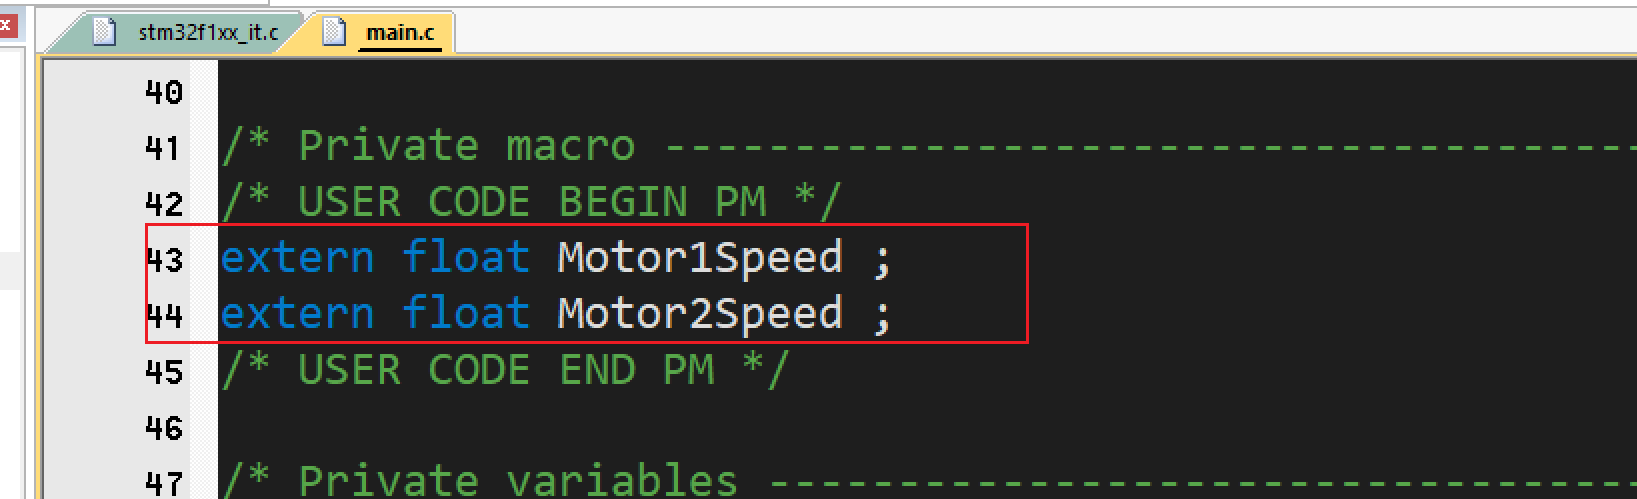 x
stm32f1xx_it.c
main.c
40
41 /* Private macro -------------------------------------
42 /* USER CODE BEGIN PM */
43 extern float Motor1Speed ;
44 extern float Motor2Speed ;
45 /* USER CODE END PM */
46
47 /* Private variables ---------------------------------